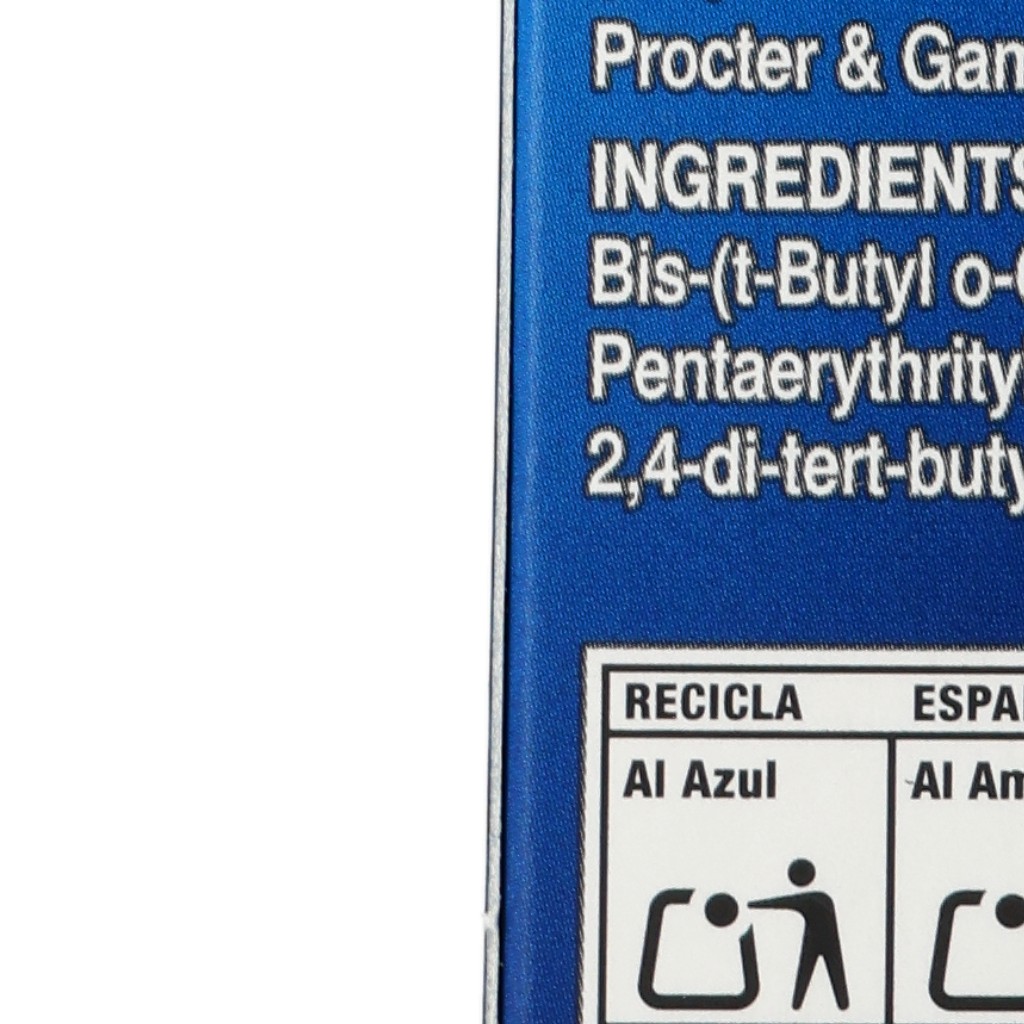 Procter & Gam
INGREDIENTS
Bis-(t-Butyl o-
Pentaerythrity
2,4-di-tert-buty
RECICLA ESPA
Al Azul Al Am